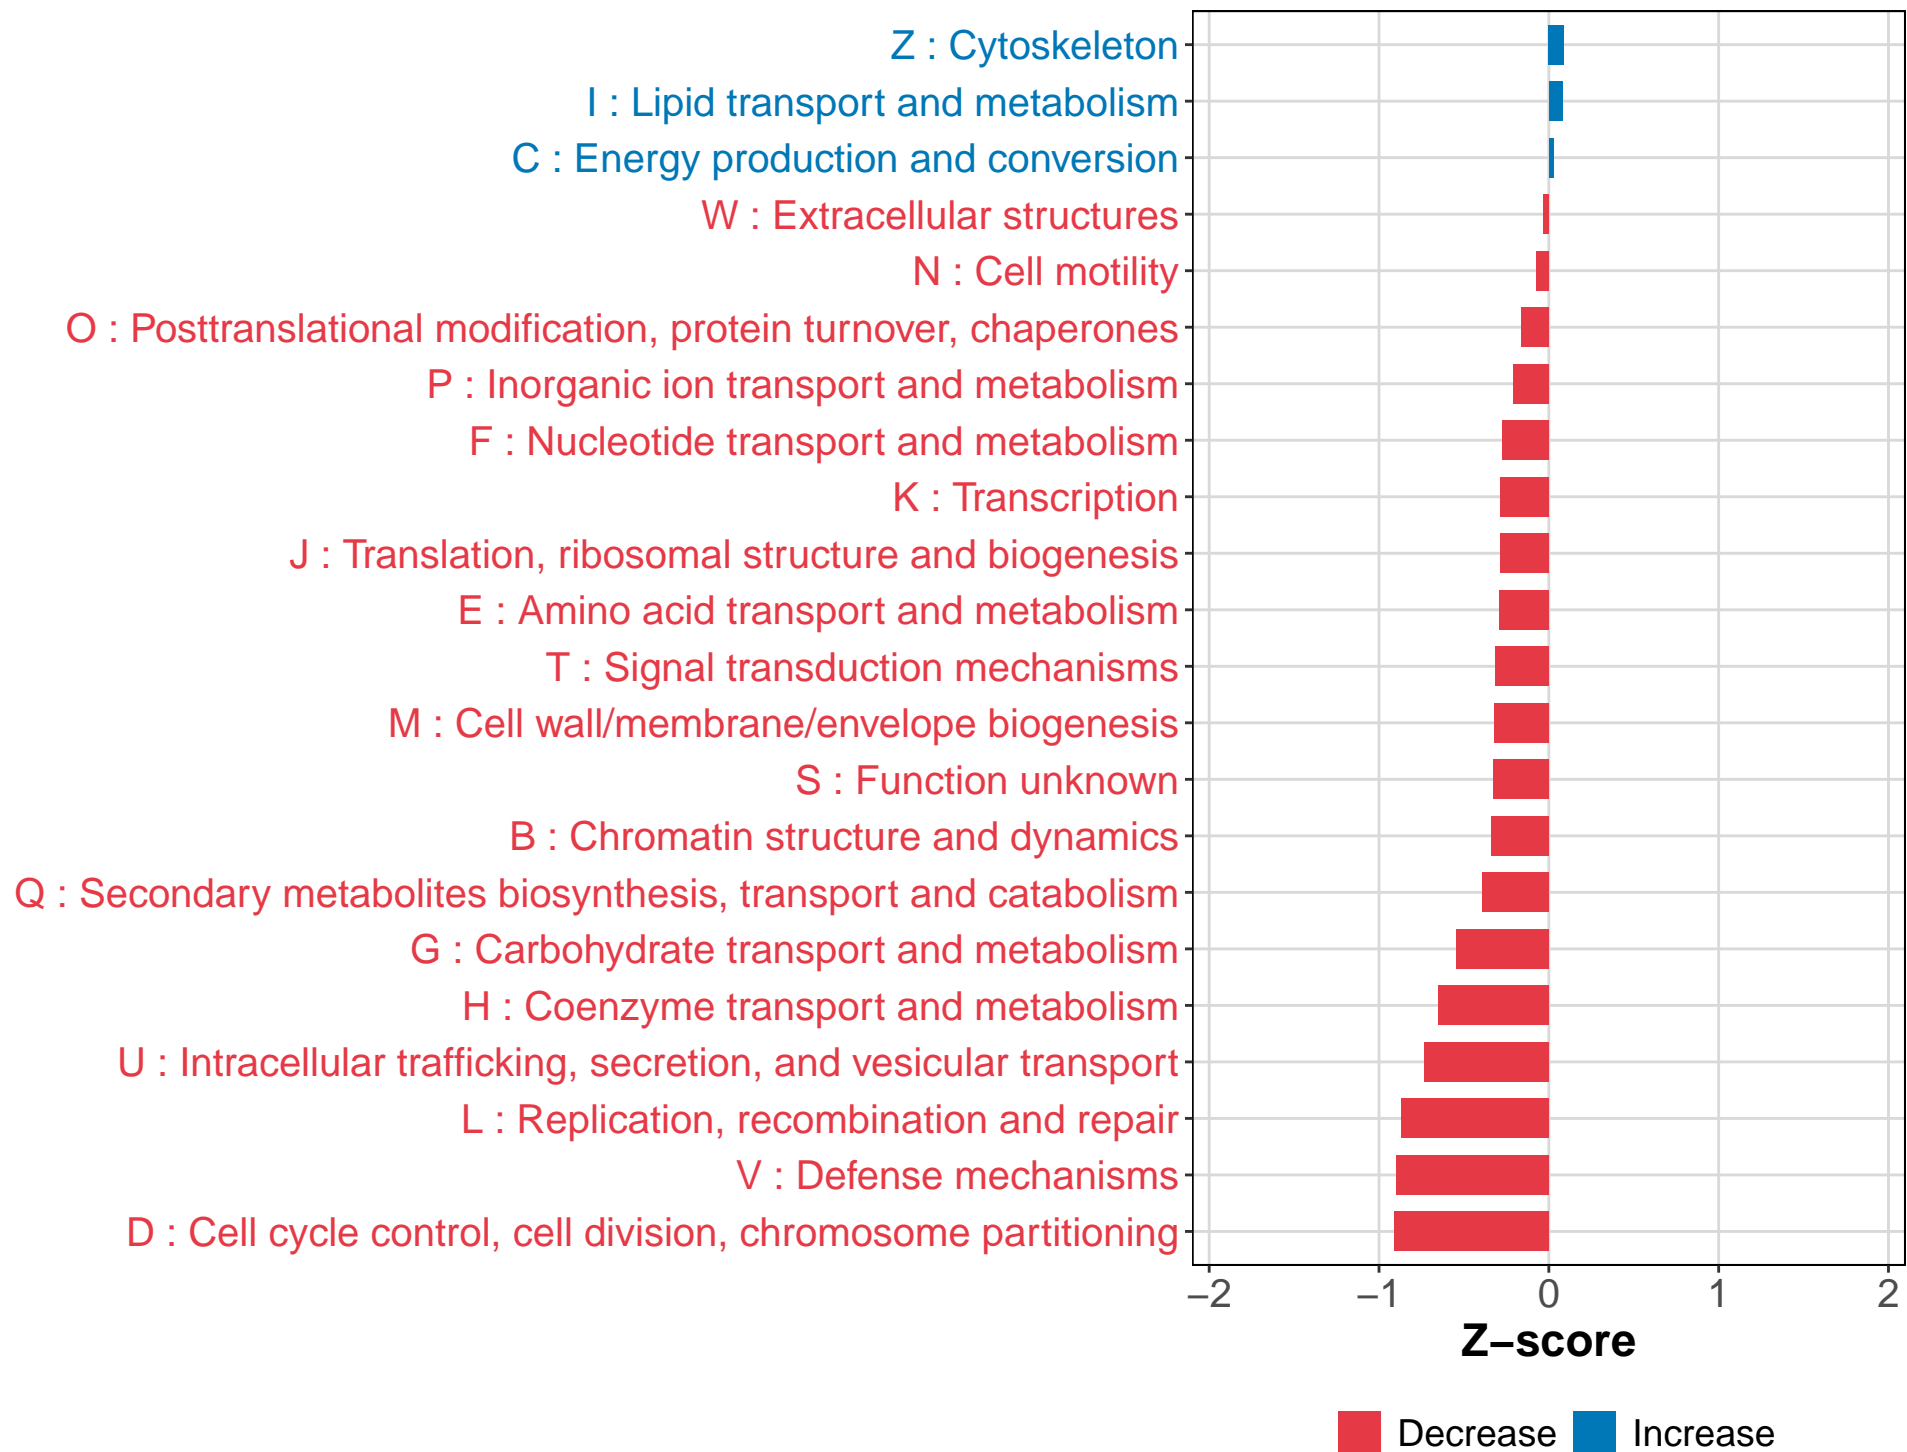 Z : Cytoskeleton
I : Lipid transport and metabolism
C : Energy production and conversion
W : Extracellular structures
N : Cell motility
O : Posttranslational modification, protein turnover, chaperones
P : Inorganic ion transport and metabolism
F : Nucleotide transport and metabolism
K : Transcription
J : Translation, ribosomal structure and biogenesis
E : Amino acid transport and metabolism
T : Signal transduction mechanisms
M : Cell wall/membrane/envelope biogenesis
S : Function unknown
B : Chromatin structure and dynamics
Q : Secondary metabolites biosynthesis, transport and catabolism
G : Carbohydrate transport and metabolism
H : Coenzyme transport and metabolism
U : Intracellular trafficking, secretion, and vesicular transport
L : Replication, recombination and repair
V : Defense mechanisms
D : Cell cycle control, cell division, chromosome partitioning
−2 −1 0 1 2
Z−score
Decrease Increase